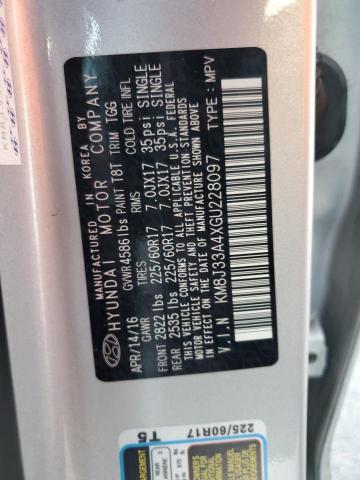 MANUFACTURED IN KOREA BY
HYUNDAI MOTOR COMPANY
APR/14/16 GVWR 4586 lbs PAINT T8T TRIM TGG
GAWR TIRES RIMS COLD TIRE INFL
FRONT 2822 lbs 225/60R17 7.0JX17 35psi SINGLE
REAR 2535 lbs 225/60R17 7.0JX17 35psi SINGLE
THIS VEHICLE CONFORMS TO ALL APPLICABLE U.S.A. FEDERAL
MOTOR VEHICLE SAFETY, BUMPER, AND THEFT PREVENTION STANDARDS
IN EFFECT ON THE DATE OF MANUFACTURE SHOWN ABOVE.
V.I.N : KM8J33A4XGU228097 TYPE : MPV
225/60R17
T5
REAR 3